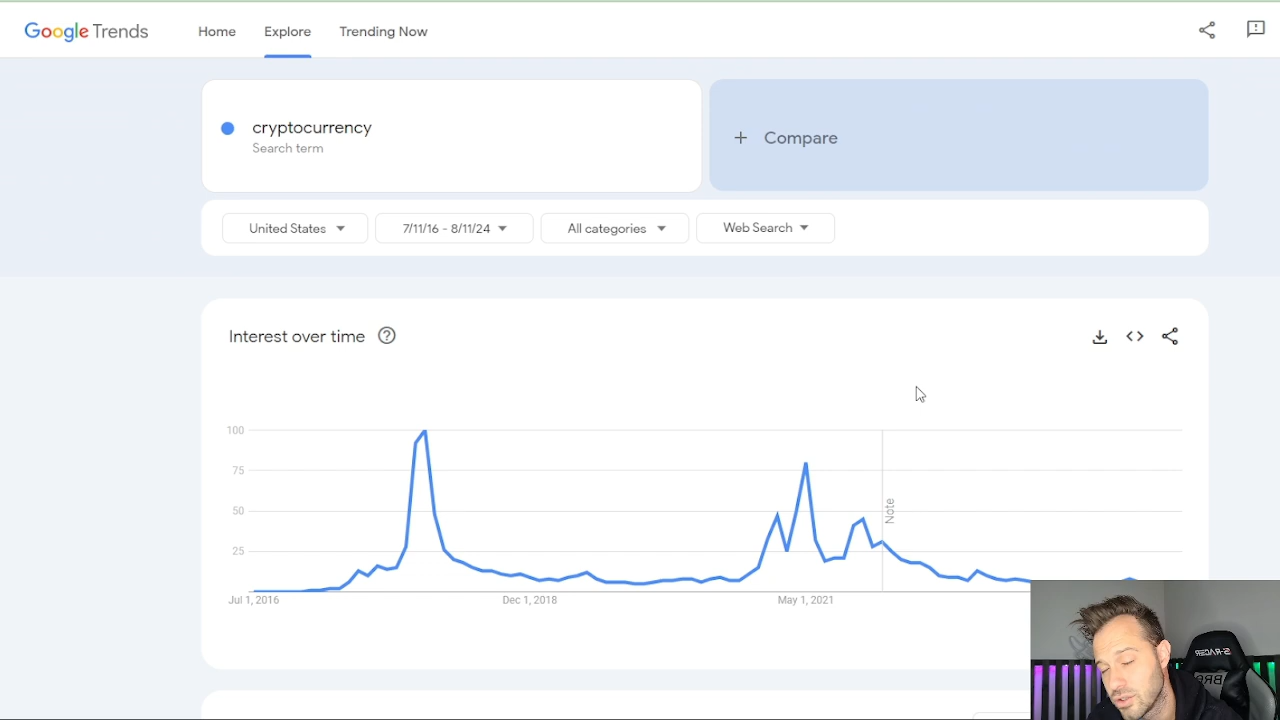 Google Trends
Home
Explore
Trending Now
cryptocurrency
Search term
+ Compare
United States
7/11/16 - 8/11/24
All categories
Web Search
Interest over time
100
75
50
25
Note
Jul 1, 2016
Dec 1, 2018
May 1, 2021